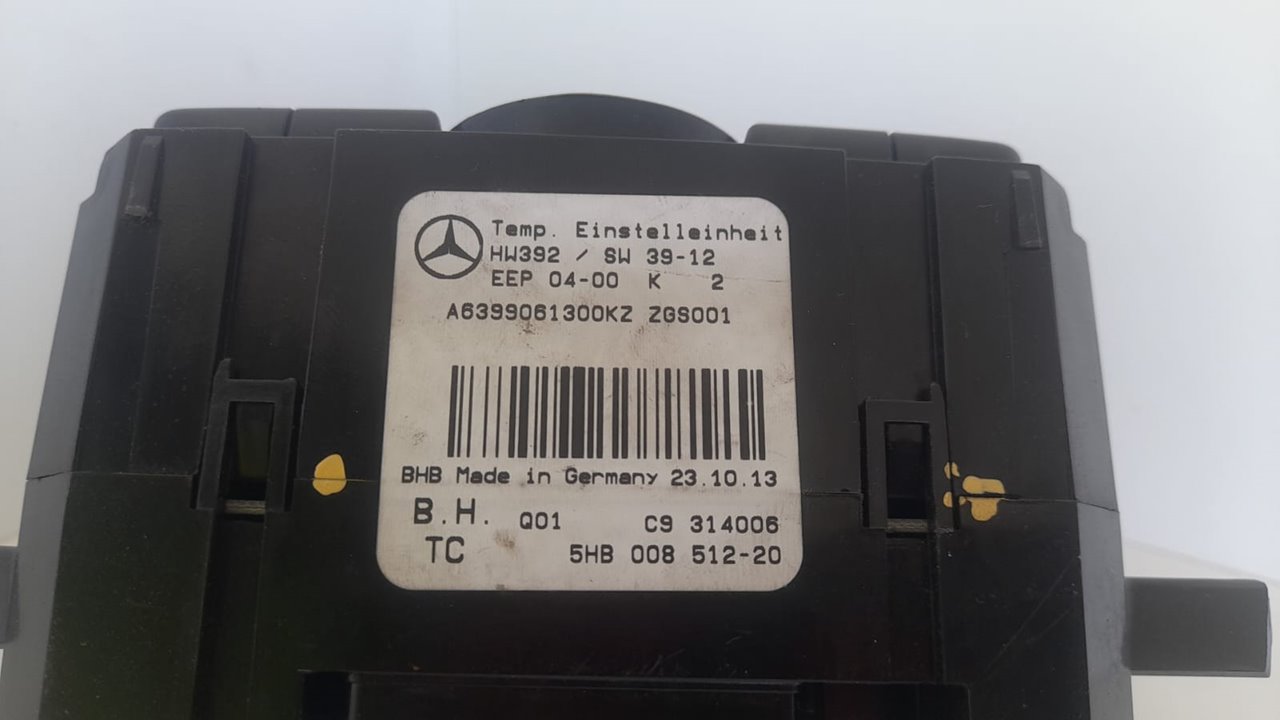 Temp. Einstelleinheit
HW392 / SW 39-12
EEP 04-00 K 2
A6399061300KZ ZGS001
BHB Made in Germany 23.10.13
B.H. Q01 C9 314006
TC 5HB 008 512-20